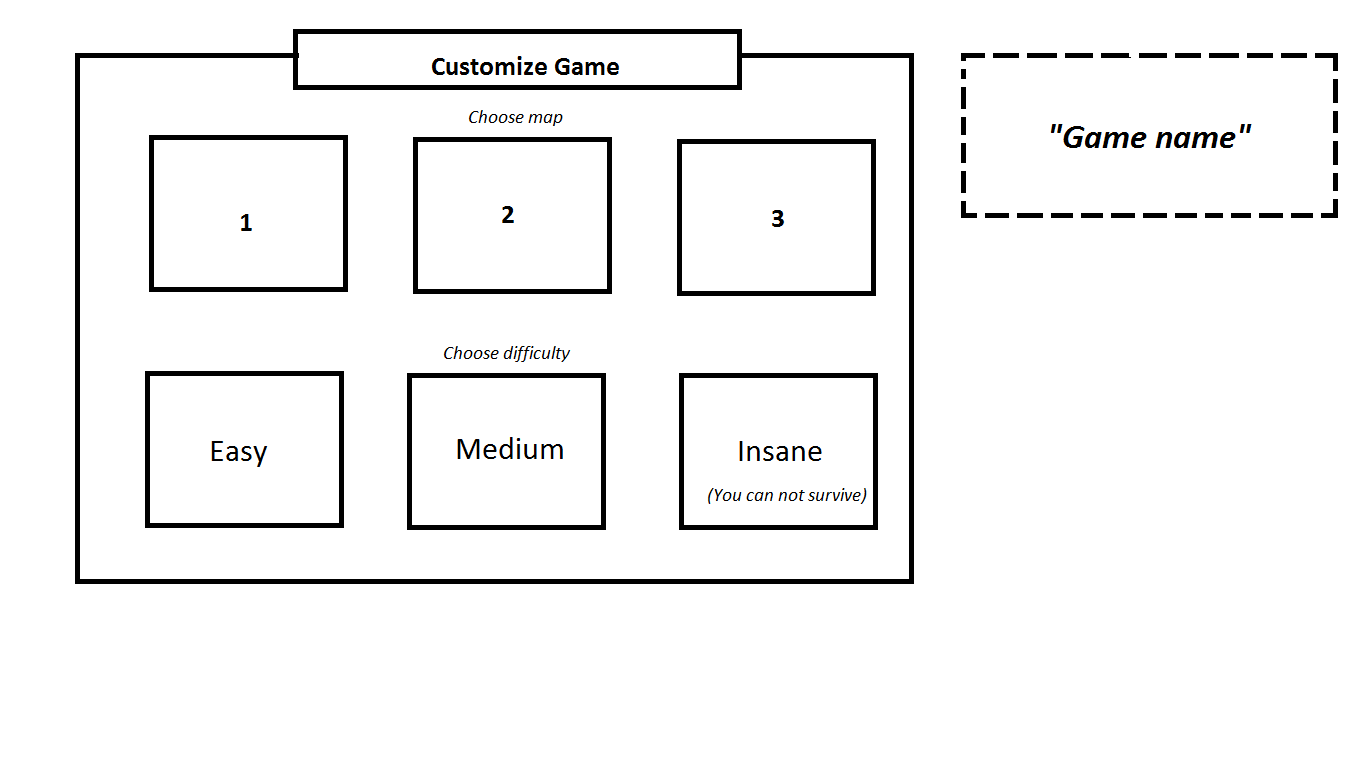 Customize Game
"Game name"
Choose map
1
2
3
Choose difficulty
Easy
Medium
Insane
(You can not survive)